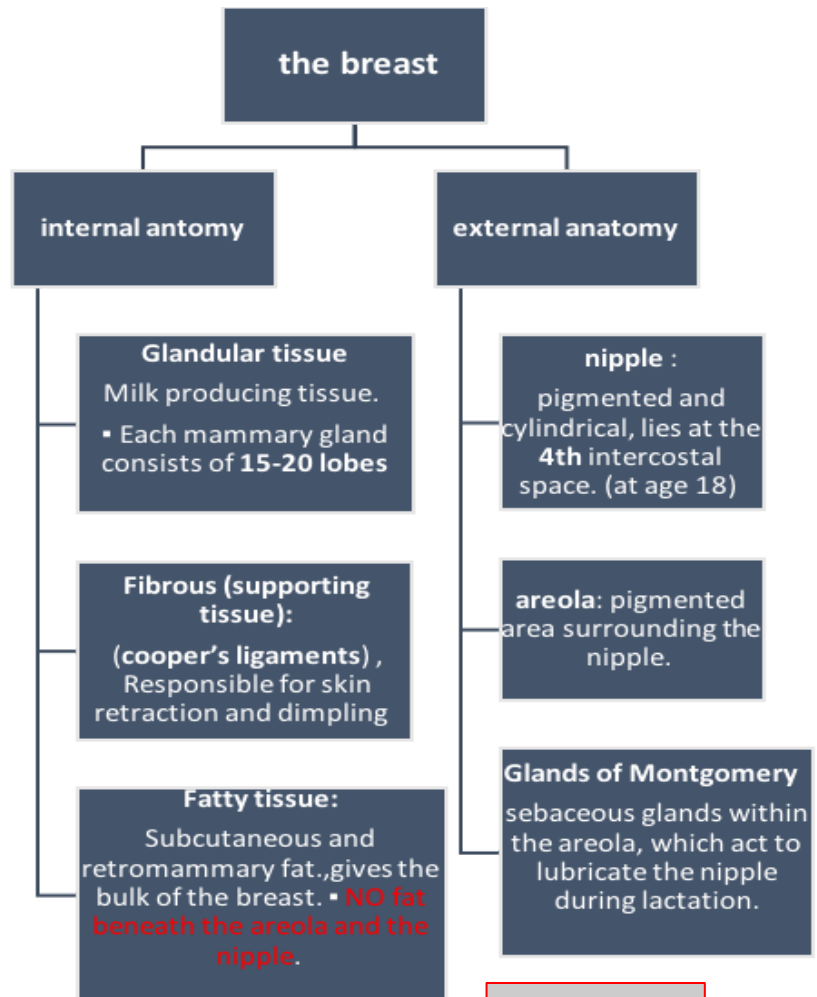 the breast
internal antomy
Glandular tissue
Milk producing tissue.
▪ Each mammary gland
consists of 15-20 lobes
Fibrous (supporting
tissue):
(cooper’s ligaments) ,
Responsible for skin
retraction and dimpling
Fatty tissue:
Subcutaneous and
retromammary fat.,gives the
bulk of the breast. ▪ NO fat
beneath the areola and the
nipple.
external anatomy
nipple :
pigmented and
cylindrical, lies at the
4th intercostal
space. (at age 18)
areola: pigmented
area surrounding the
nipple.
Glands of Montgomery
sebaceous glands within
the areola, which act to
lubricate the nipple
during lactation.